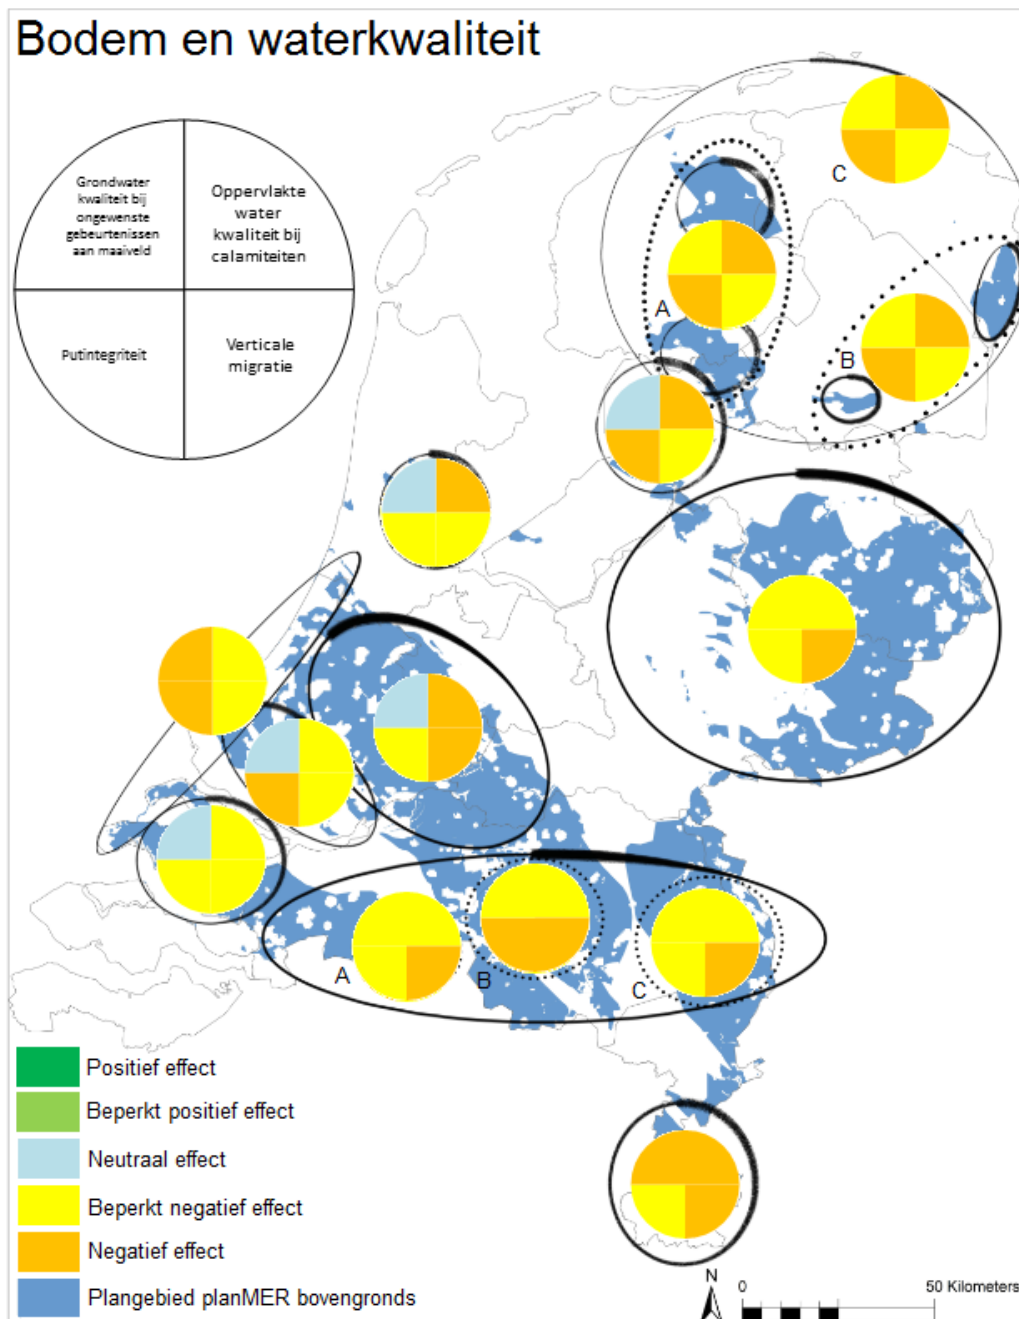 Bodem en waterkwaliteit
Grondwater
kwaliteit bij
ongewenste
gebeurtenissen
aan maaiveld
Oppervlakte
water
kwaliteit bij
calamiteiten
Putintegriteit
Verticale
migratie
C
A
B
A
B
C
Positief effect
Beperkt positief effect
Neutraal effect
Beperkt negatief effect
Negatief effect
Plangebied planMER bovengronds
N
0
50 Kilometers